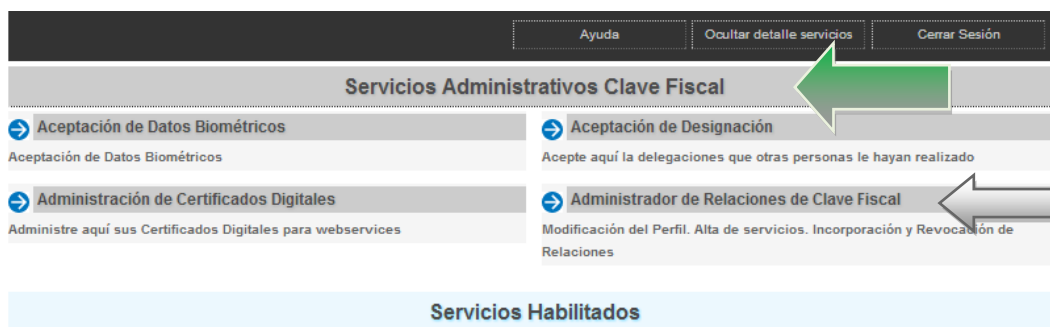 Ayuda
Ocultar detalle servicios
Cerrar Sesión
Servicios Administrativos Clave Fiscal
Aceptación de Datos Biométricos
Aceptación de Datos Biométricos
Aceptación de Designación
Acepte aquí la delegaciones que otras personas le hayan realizado
Administración de Certificados Digitales
Administre aquí sus Certificados Digitales para webservices
Administrador de Relaciones de Clave Fiscal
Modificación del Perfil. Alta de servicios. Incorporación y Revocación de
Relaciones
Servicios Habilitados